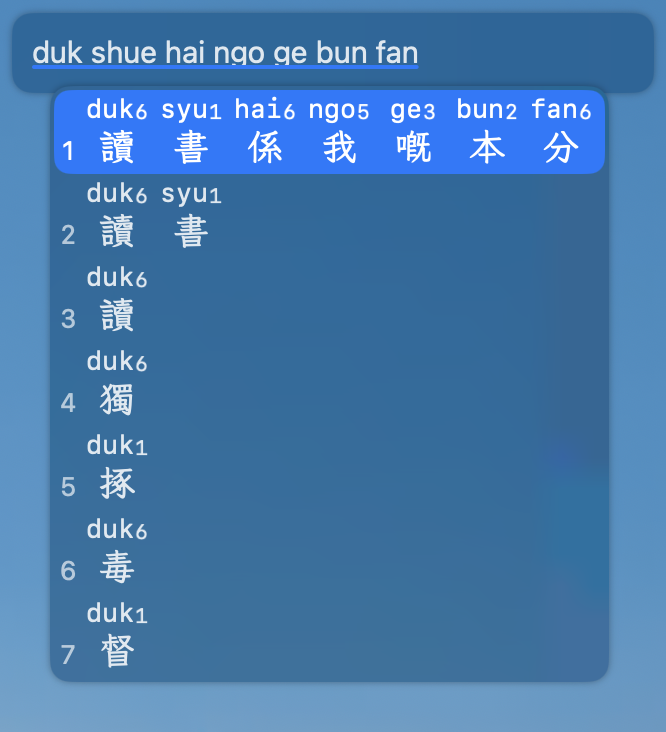 duk shue hai ngo ge bun fan
duk6 syu1 hai6 ngo5 ge3 bun2 fan6
1 讀 書 係 我 嘅 本 分
duk6 syu1
2 讀 書
duk6
3 讀
duk6
4 獨
duk1
5 掾
duk6
6 毒
duk1
7 督